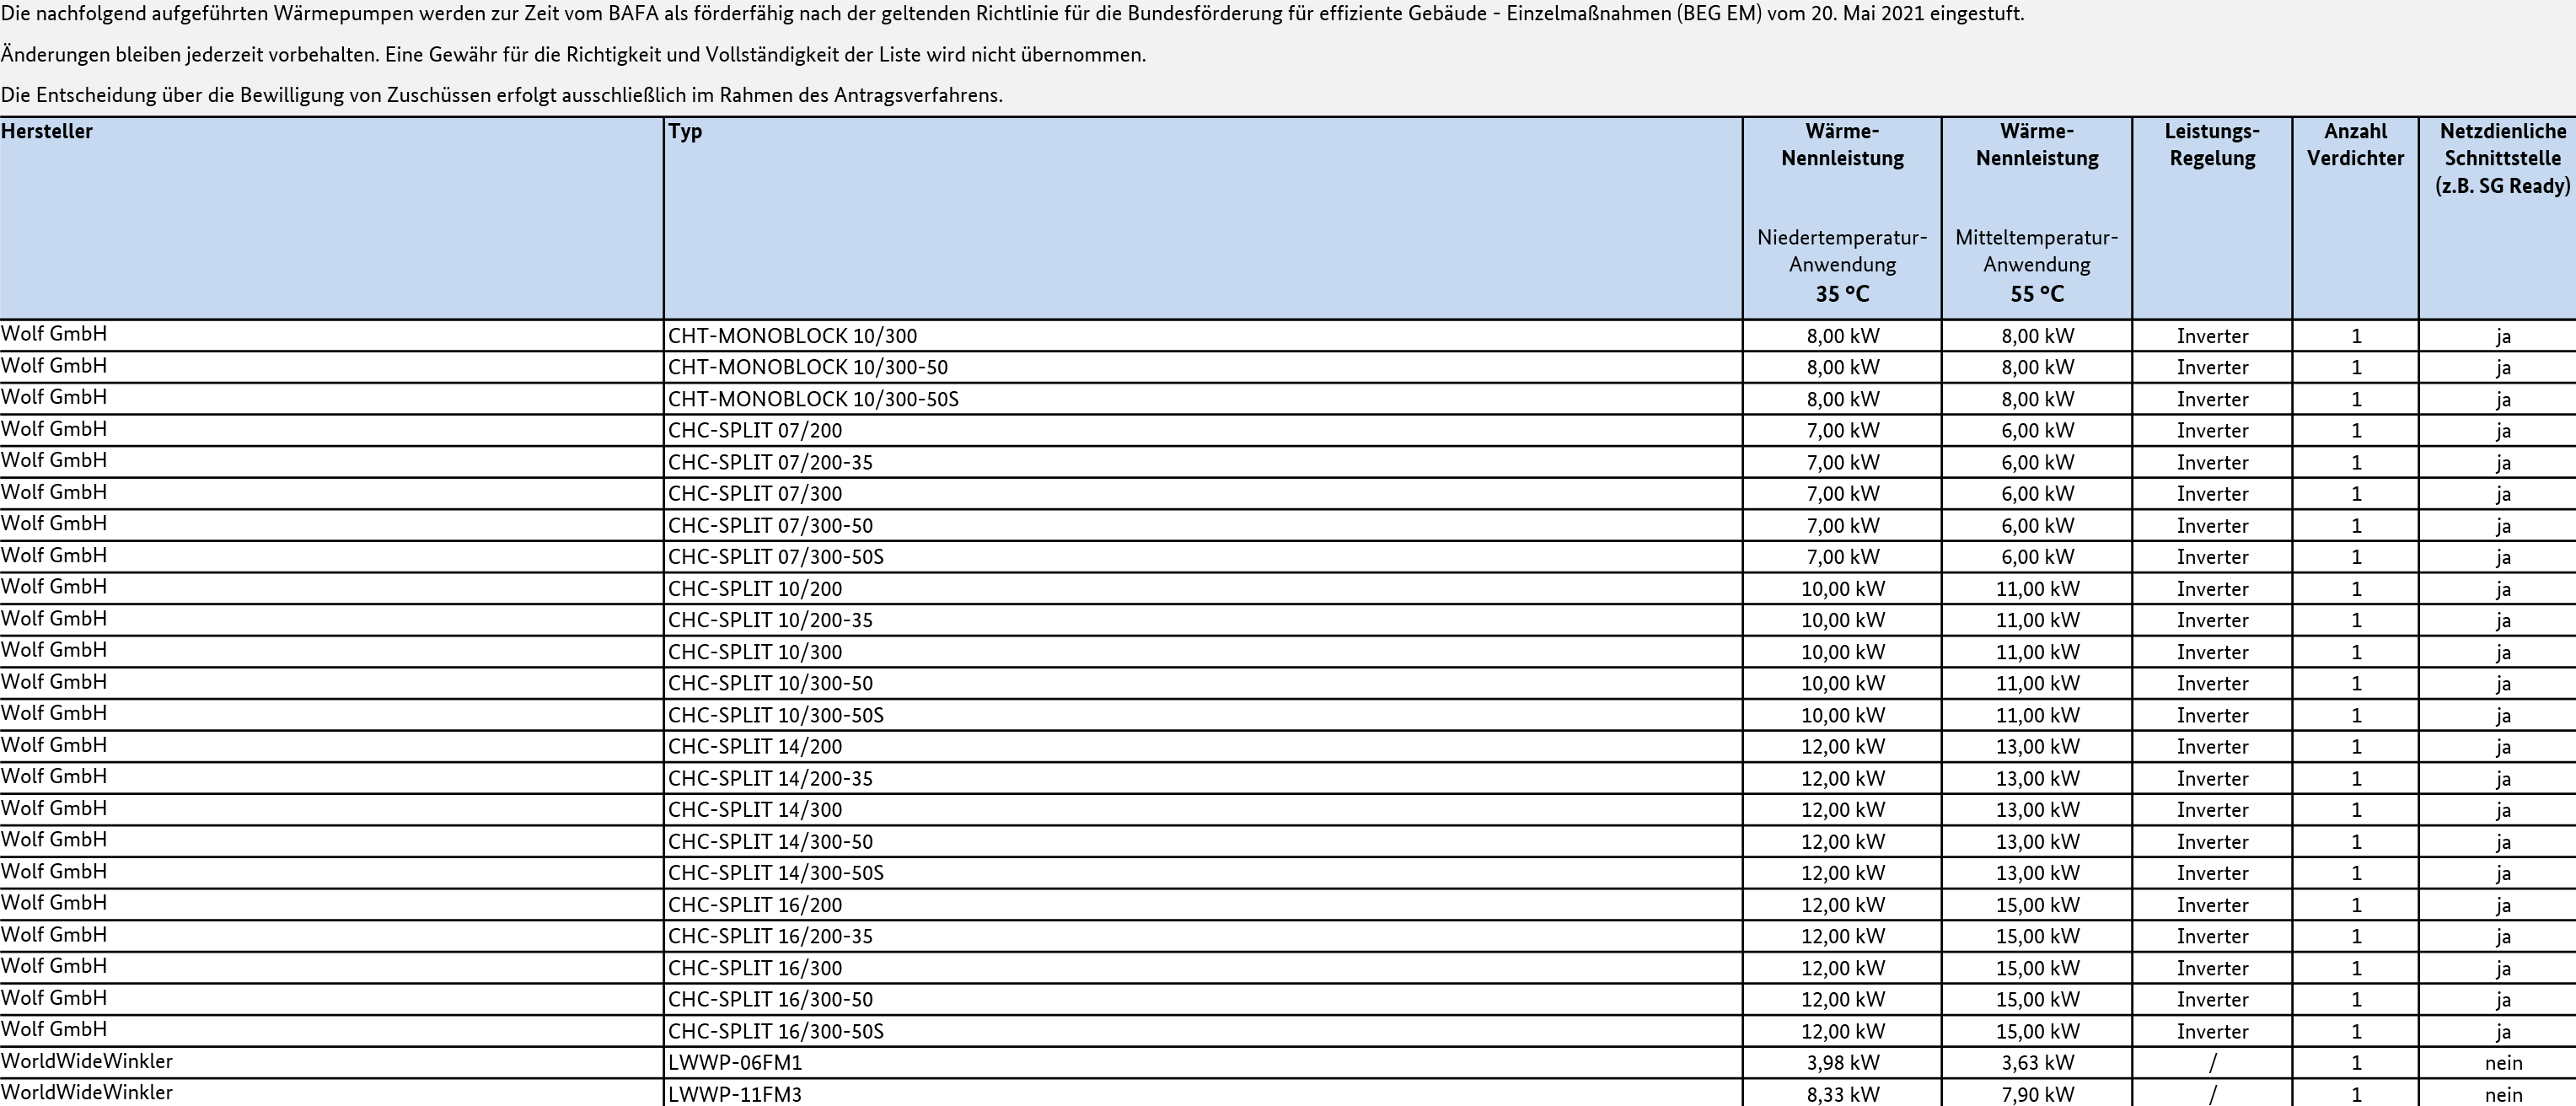 Die nachfolgend aufgeführten Wärmepumpen werden zur Zeit vom BAFA als förderfähig nach der geltenden Richtlinie für die Bundesförderung für effiziente Gebäude - Einzelmaßnahmen (BEG EM) vom 20. Mai 2021 eingestuft.
Änderungen bleiben jederzeit vorbehalten. Eine Gewähr für die Richtigkeit und Vollständigkeit der Liste wird nicht übernommen.
Die Entscheidung über die Bewilligung von Zuschüssen erfolgt ausschließlich im Rahmen des Antragsverfahrens.
Hersteller Typ Wärme- Wärme- Leistungs- Anzahl Netzdienliche
Nennleistung Nennleistung Regelung Verdichter Schnittstelle
(z.B. SG Ready)
Niedertemperatur- Mitteltemperatur-
Anwendung Anwendung
35 °C 55 °C
Wolf GmbH CHT-MONOBLOCK 10/300 8,00 kW 8,00 kW Inverter 1 ja
Wolf GmbH CHT-MONOBLOCK 10/300-50 8,00 kW 8,00 kW Inverter 1 ja
Wolf GmbH CHT-MONOBLOCK 10/300-50S 8,00 kW 8,00 kW Inverter 1 ja
Wolf GmbH CHC-SPLIT 07/200 7,00 kW 6,00 kW Inverter 1 ja
Wolf GmbH CHC-SPLIT 07/200-35 7,00 kW 6,00 kW Inverter 1 ja
Wolf GmbH CHC-SPLIT 07/300 7,00 kW 6,00 kW Inverter 1 ja
Wolf GmbH CHC-SPLIT 07/300-50 7,00 kW 6,00 kW Inverter 1 ja
Wolf GmbH CHC-SPLIT 07/300-50S 7,00 kW 6,00 kW Inverter 1 ja
Wolf GmbH CHC-SPLIT 10/200 10,00 kW 11,00 kW Inverter 1 ja
Wolf GmbH CHC-SPLIT 10/200-35 10,00 kW 11,00 kW Inverter 1 ja
Wolf GmbH CHC-SPLIT 10/300 10,00 kW 11,00 kW Inverter 1 ja
Wolf GmbH CHC-SPLIT 10/300-50 10,00 kW 11,00 kW Inverter 1 ja
Wolf GmbH CHC-SPLIT 10/300-50S 10,00 kW 11,00 kW Inverter 1 ja
Wolf GmbH CHC-SPLIT 14/200 12,00 kW 13,00 kW Inverter 1 ja
Wolf GmbH CHC-SPLIT 14/200-35 12,00 kW 13,00 kW Inverter 1 ja
Wolf GmbH CHC-SPLIT 14/300 12,00 kW 13,00 kW Inverter 1 ja
Wolf GmbH CHC-SPLIT 14/300-50 12,00 kW 13,00 kW Inverter 1 ja
Wolf GmbH CHC-SPLIT 14/300-50S 12,00 kW 13,00 kW Inverter 1 ja
Wolf GmbH CHC-SPLIT 16/200 12,00 kW 15,00 kW Inverter 1 ja
Wolf GmbH CHC-SPLIT 16/200-35 12,00 kW 15,00 kW Inverter 1 ja
Wolf GmbH CHC-SPLIT 16/300 12,00 kW 15,00 kW Inverter 1 ja
Wolf GmbH CHC-SPLIT 16/300-50 12,00 kW 15,00 kW Inverter 1 ja
Wolf GmbH CHC-SPLIT 16/300-50S 12,00 kW 15,00 kW Inverter 1 ja
WorldWideWinkler LWWP-06FM1 3,98 kW 3,63 kW / 1 nein
WorldWideWinkler LWWP-11FM3 8,33 kW 7,90 kW / 1 nein